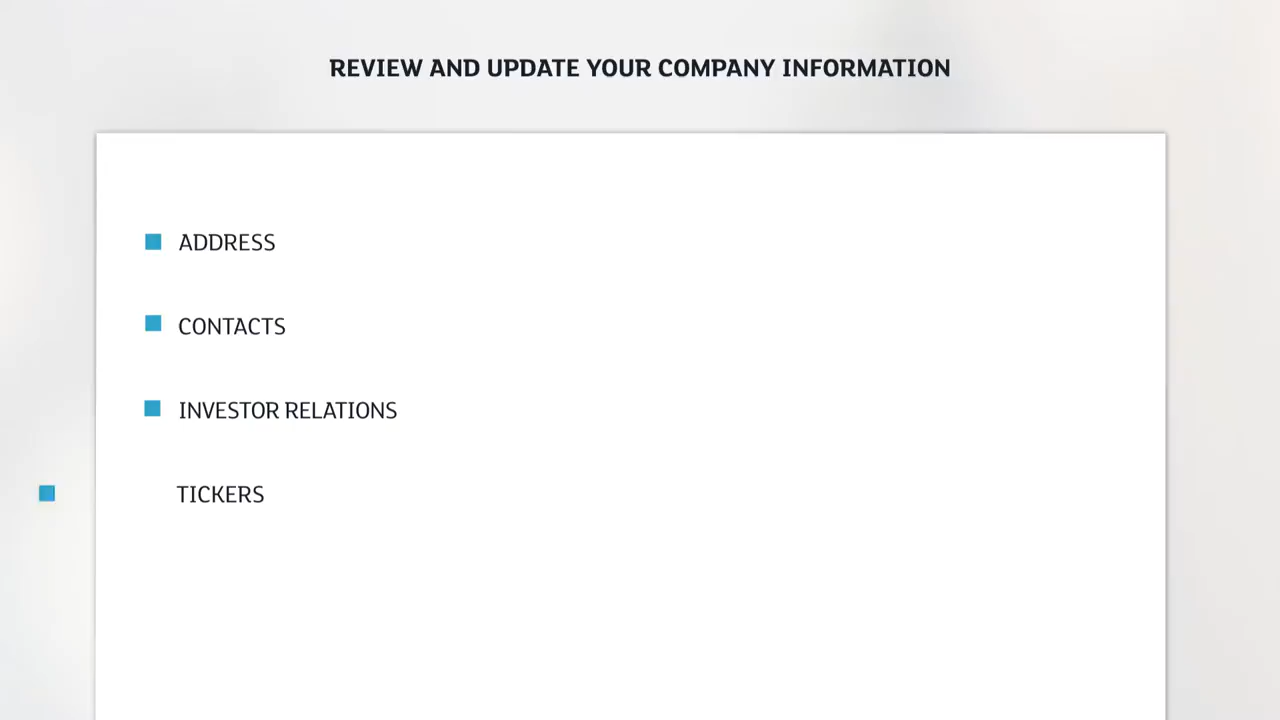 REVIEW AND UPDATE YOUR COMPANY INFORMATION
ADDRESS
CONTACTS
INVESTOR RELATIONS
TICKERS